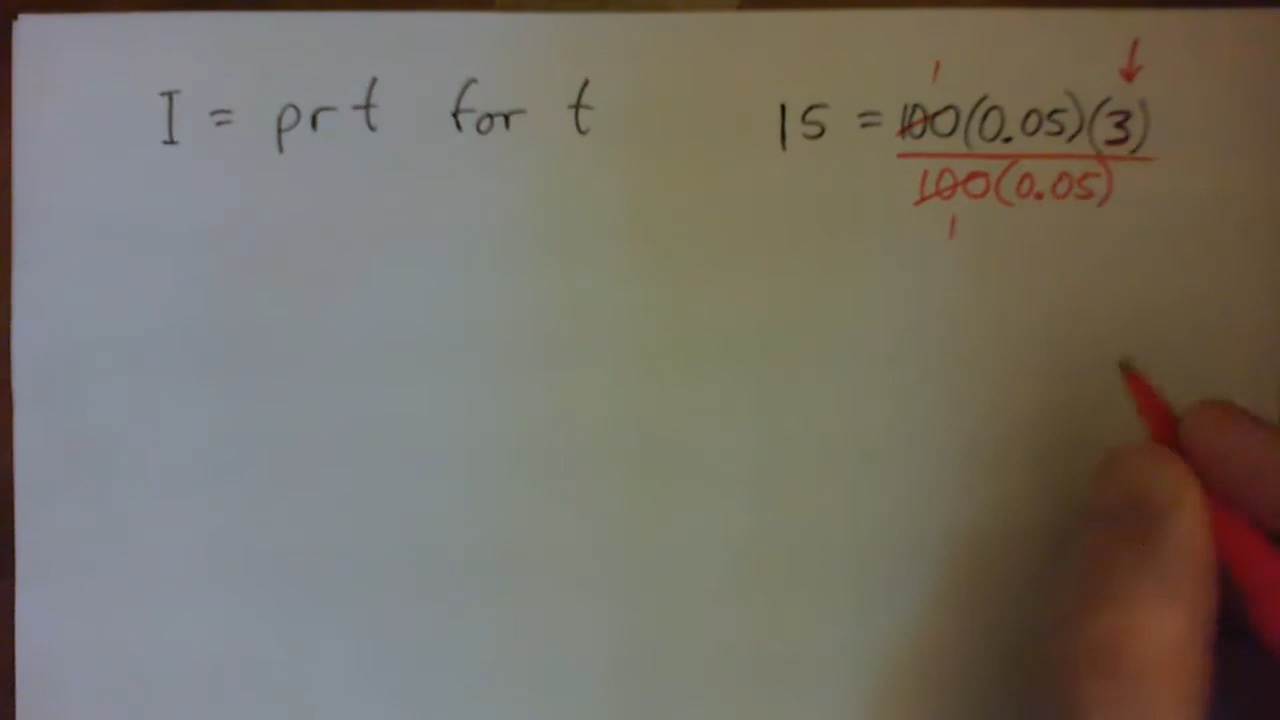 I = prt for t
1
15 = 100(0.05)(3)
100(0.05)
1